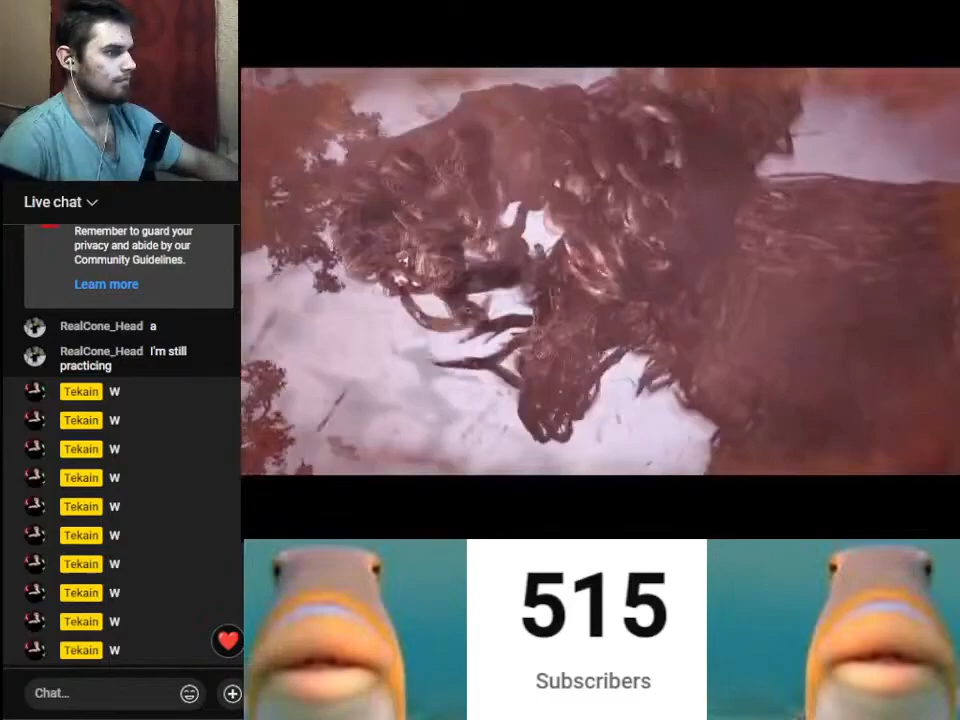 Live chat
Remember to guard your
privacy and abide by our
Community Guidelines.
Learn more
RealCone_Head a
RealCone_Head I'm still
practicing
Tekain W
Tekain W
Tekain W
Tekain W
Tekain W
Tekain W
Tekain W
Tekain W
Tekain W
Tekain W
Chat...
515
Subscribers